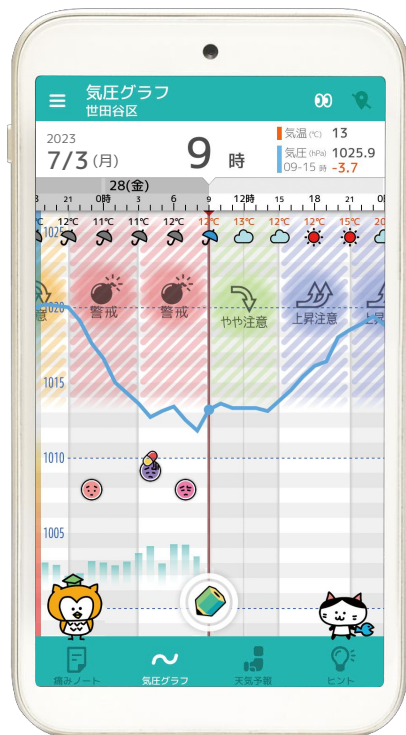 気圧グラフ
世田谷区
2023
7/3(月)
9 時
気温(℃) 13
気圧(hPa) 1025.9
09-15 時 -3.7
28(金)
21 0時 3 6 9 12時 15 18 21
12℃ 11℃ 11℃ 12℃ 12℃ 13℃ 12℃ 12℃ 15℃ 20
1025
1020
警戒 警戒 やや注意 上昇注意
1015
1010
1005
痛みノート 気圧グラフ 天気予報 ヒント